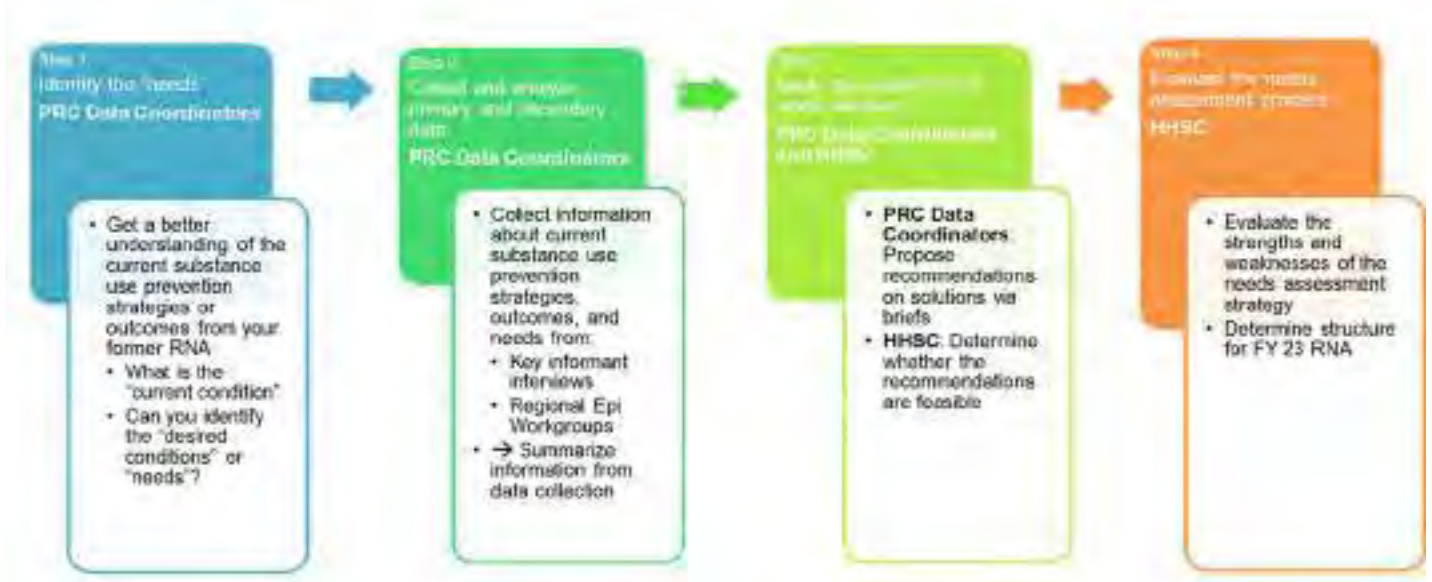 Step 1
Identify the "needs"
PRC Data Coordinators
• Get a better
understanding of the
current substance
use prevention
strategies or
outcomes from your
former RNA
• What is the
"current condition"
• Can you identify
the "desired
conditions" or
"needs"?
Step
Collect and analyze
primary and secondary
data
PRC Data Coordinators
• Collect information
about current
substance use
prevention
strategies,
outcomes, and
needs from:
• Key informant
interviews
• Regional Epi
Workgroups
• → Summarize
information from
data collection
PRC Data Coordinators
and HHSC
• PRC Data
Coordinators
Propose
recommendations
on solutions via
briefs
• HHSC: Determine
whether the
recommendations
are feasible
Step 4
Evaluate the needs
assessment process
HHSC
• Evaluate the
strengths and
weaknesses of the
needs assessment
strategy
• Determine structure
for FY 23 RNA